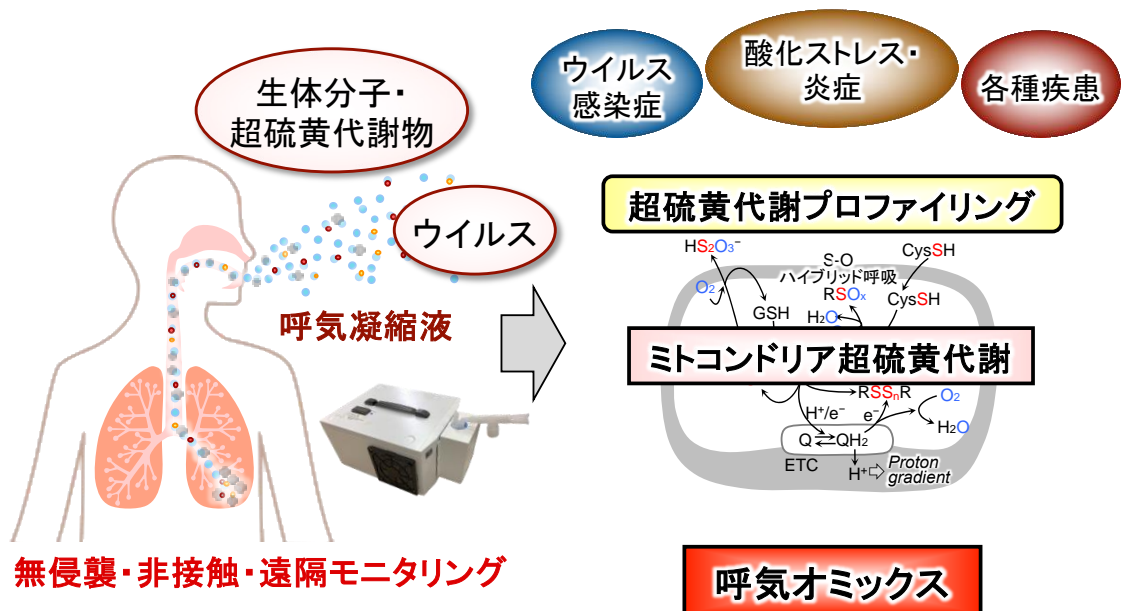 生体分子・
超硫黄代謝物
ウイルス
呼気凝縮液
無侵襲・非接触・遠隔モニタリング
ウイルス
感染症
酸化ストレス・
炎症
各種疾患
超硫黄代謝プロファイリング
HS2O3−
O2
GSH
S-O
ハイブリッド呼吸
RSOx
H2O
CysSH
CysSH
ミトコンドリア超硫黄代謝
RSSnR
O2
H+/e−
e−
H2O
Q
QH2
ETC
H+
Proton
gradient
呼気オミックス